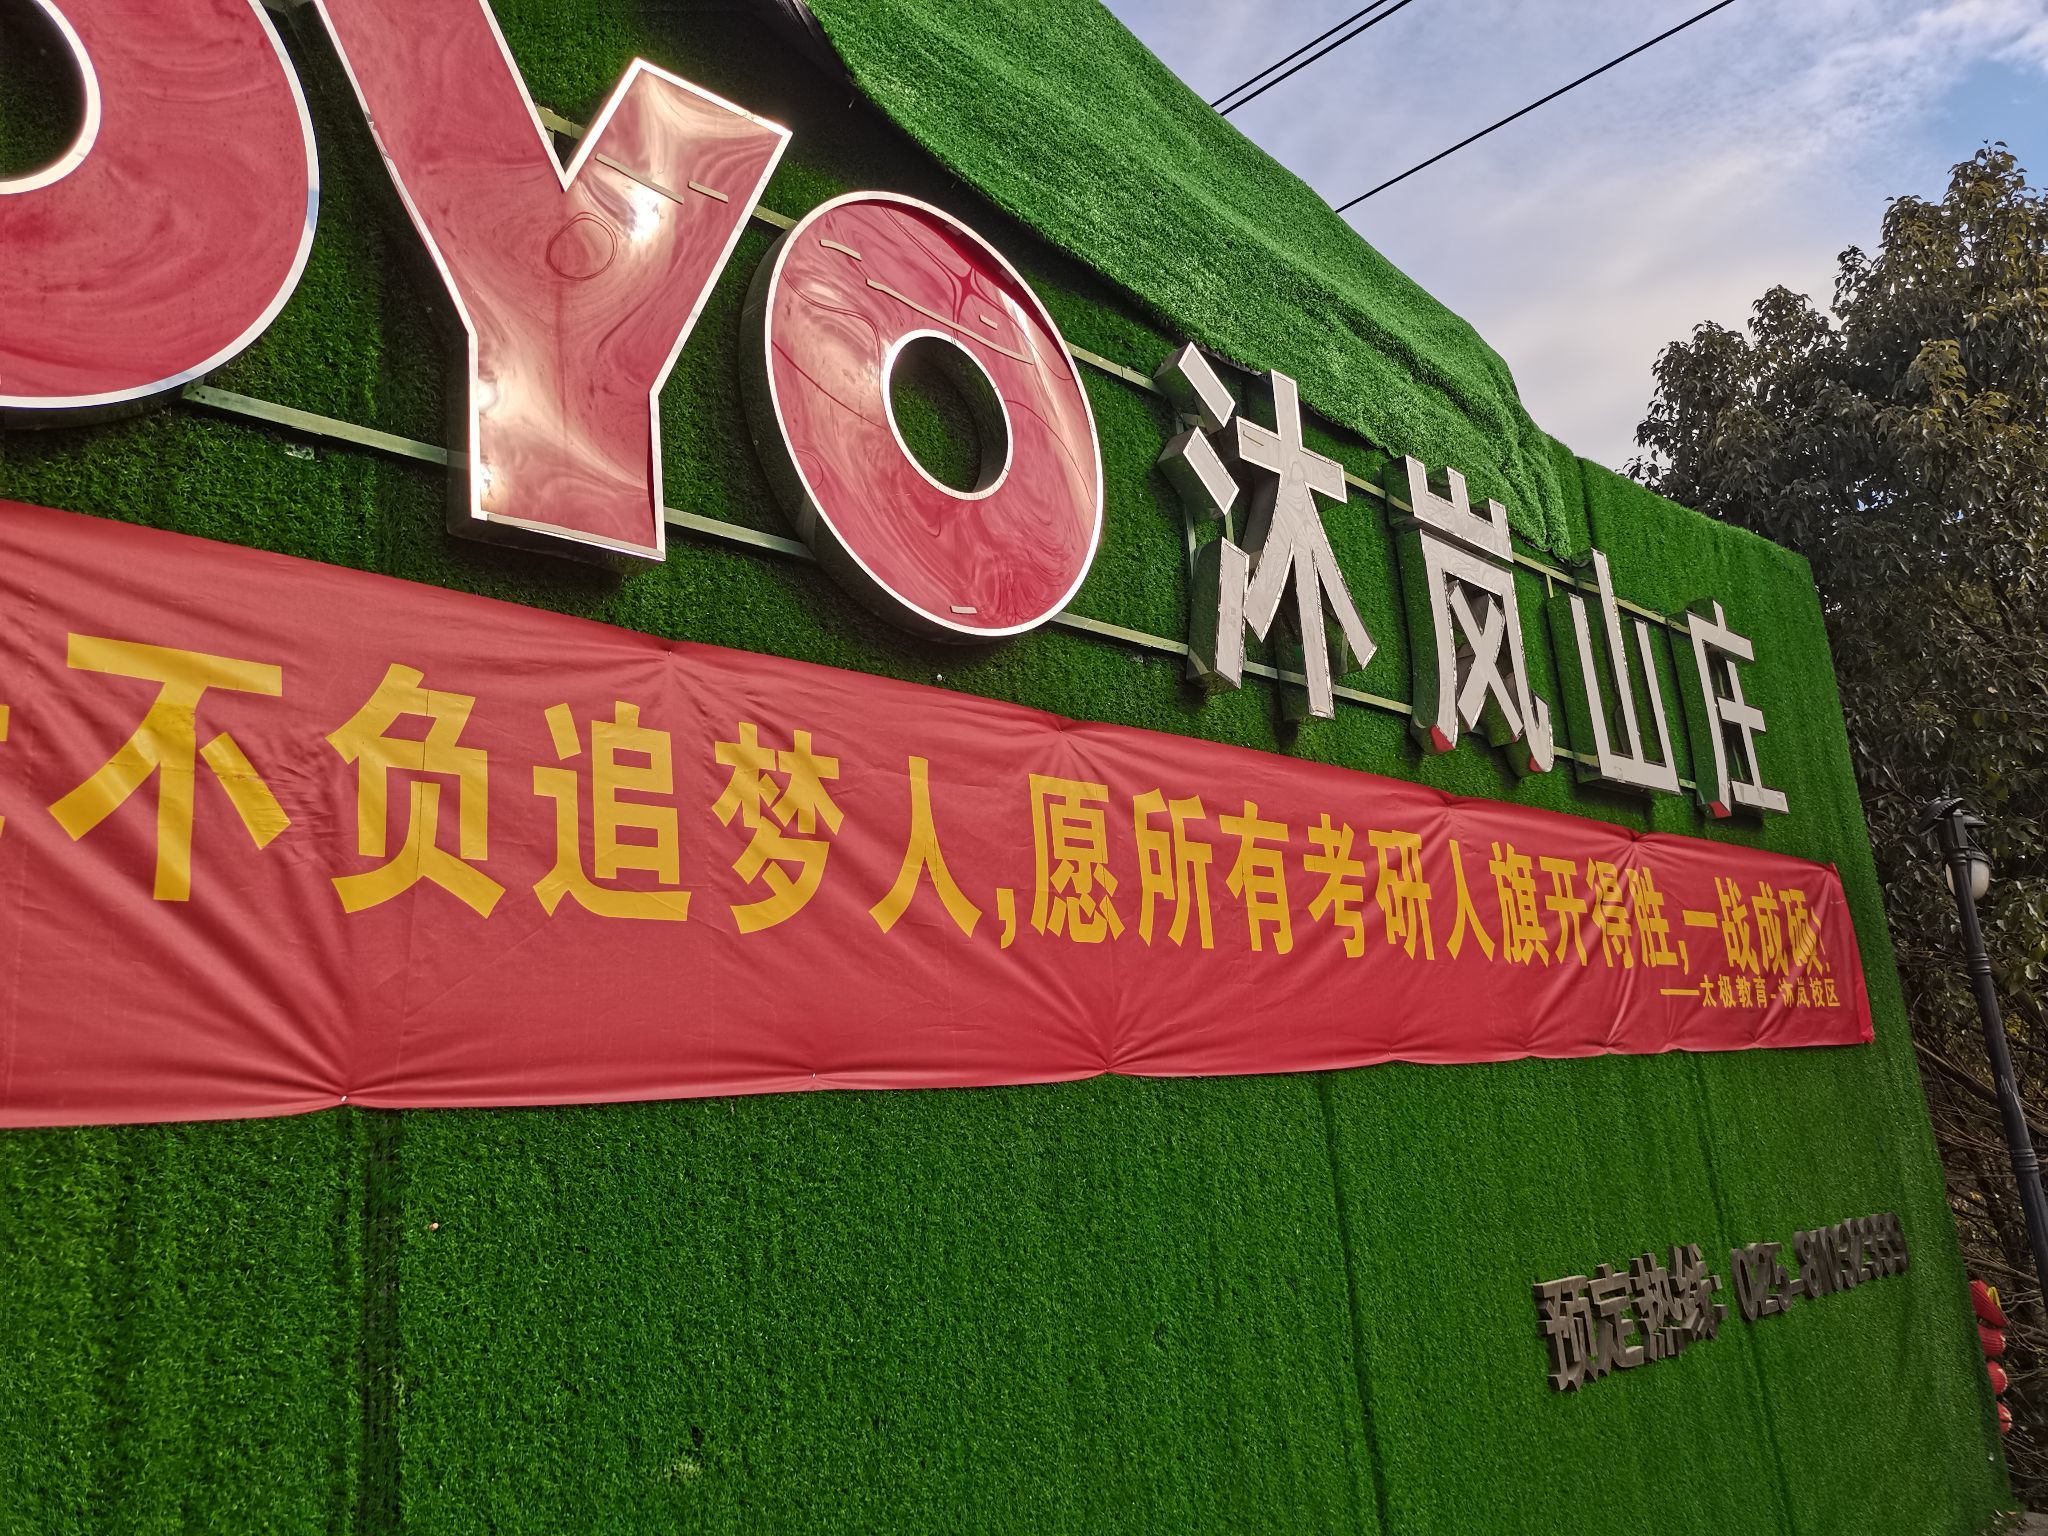 OYO 沐岚山庄
不负追梦人,愿所有考研人旗开得胜,一战成硕!
——太极教育-沐岚校区
预定热线: 025-81032339